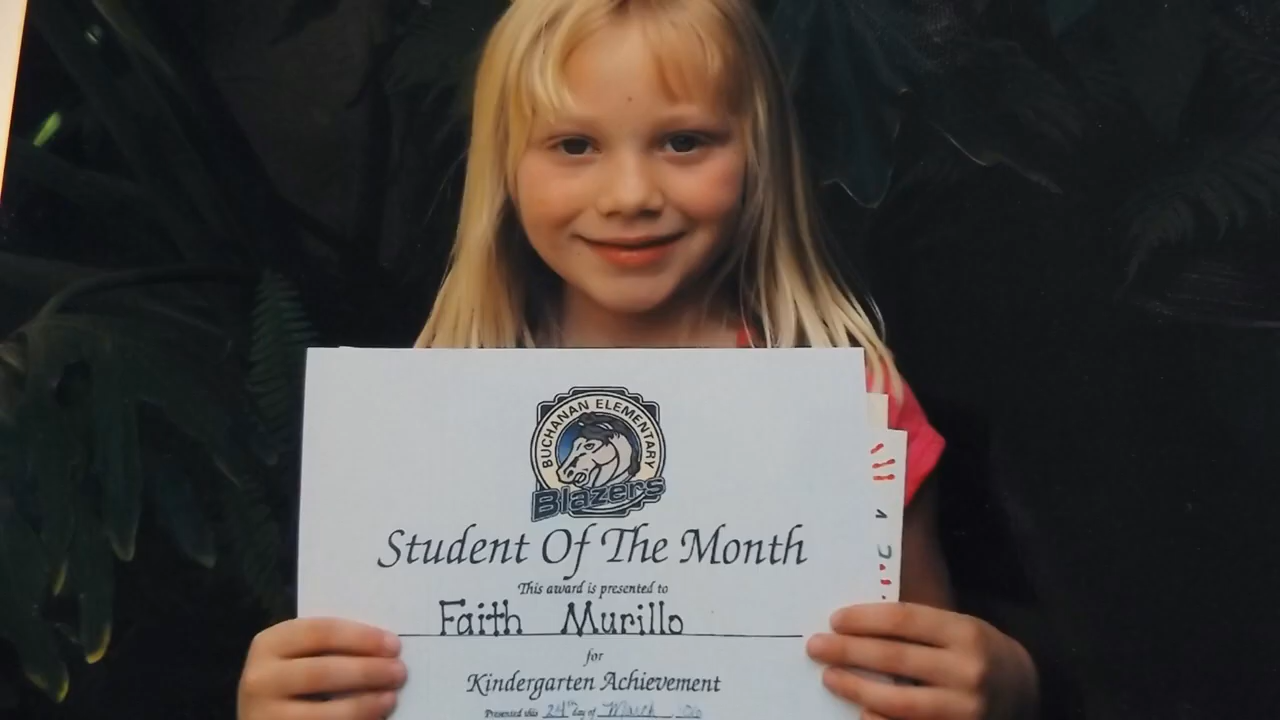 BUCHANAN ELEMENTARY
Blazers
Student Of The Month
This award is presented to
Faith Murillo
for
Kindergarten Achievement
Presented this 24th day of March 06